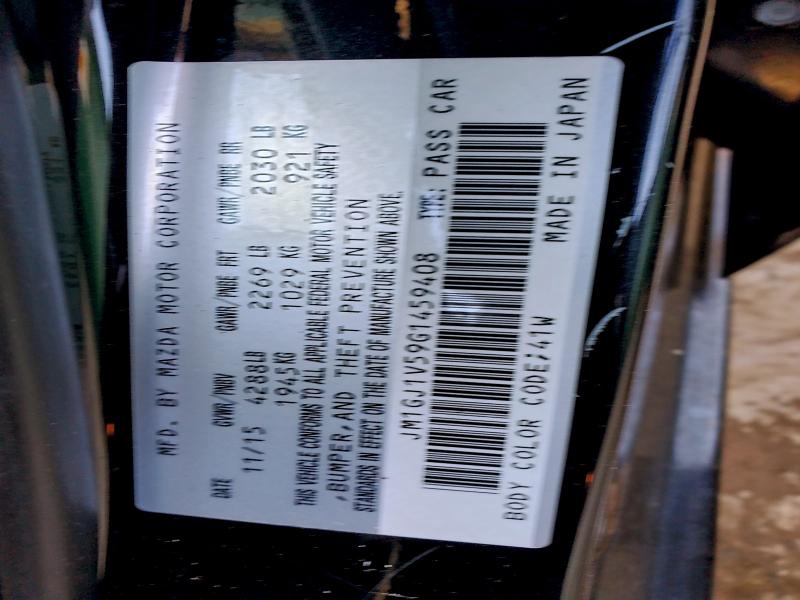 MFD. BY MAZDA MOTOR CORPORATION
DATE GVWR/PNBV GAWR/PNBE FRT GAWR/PNBE RR
11/15 4288LB 2269 LB 2030 LB
1945KG 1029 KG 921 KG
THIS VEHICLE CONFORMS TO ALL APPLICABLE FEDERAL MOTOR VEHICLE SAFETY
,BUMPER,AND THEFT PREVENTION
STANDARDS IN EFFECT ON THE DATE OF MANUFACTURE SHOWN ABOVE.
JM1GJ1V59G1459408 TYPE: PASS CAR
BODY COLOR CODE:41W MADE IN JAPAN